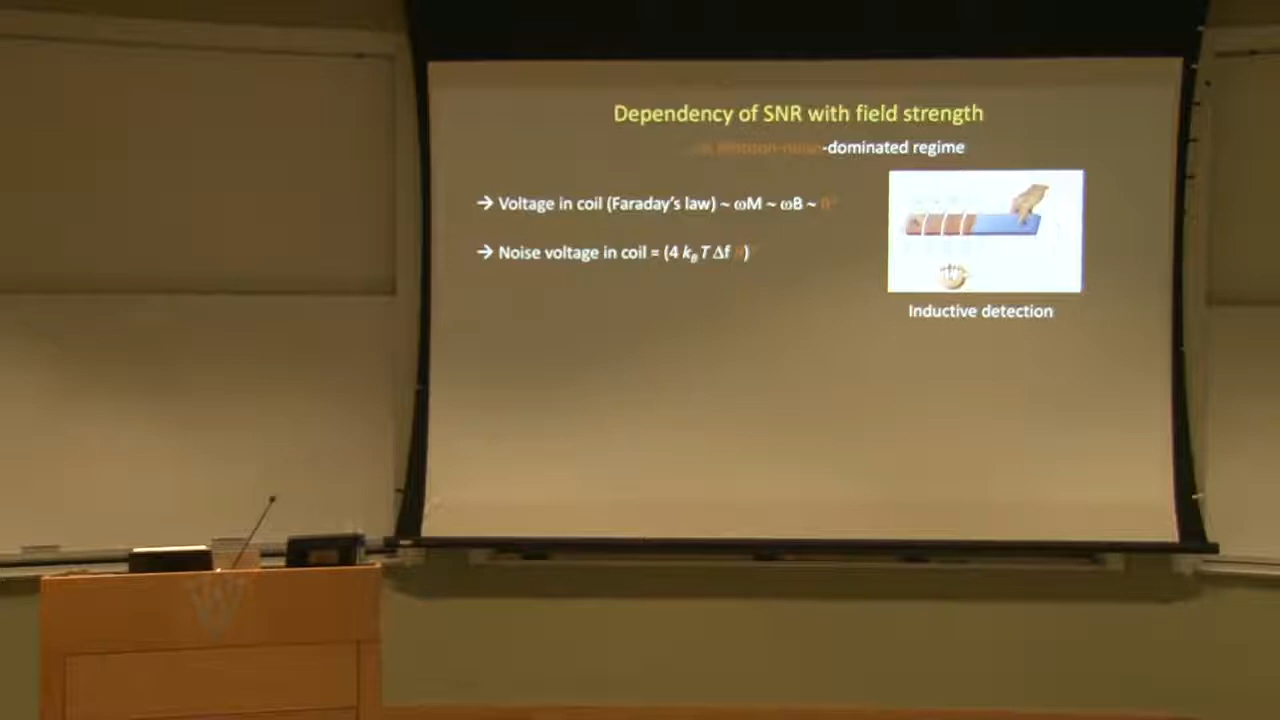 Dependency of SNR with field strength
-dominated regime
→ Voltage in coil (Faraday's law) ~ ωM ~ ωB ~
→ Noise voltage in coil = (4 kB T Δf )
Inductive detection
W